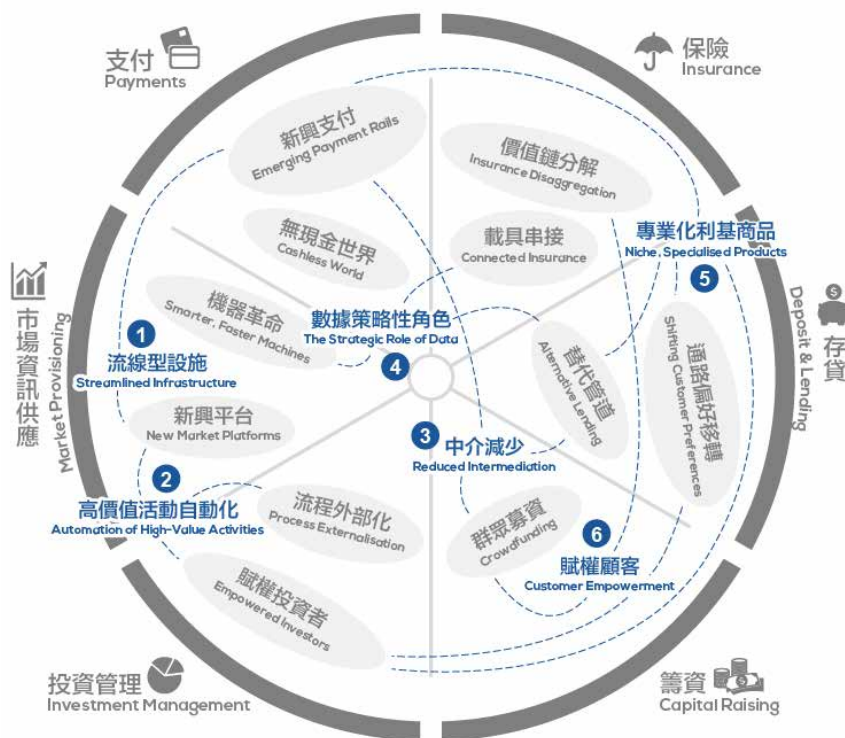 支付
Payments
保險
Insurance
新興支付
Emerging Payment Rails
價值鏈分解
Insurance Disaggregation
無現金世界
Cashless World
載具串接
Connected Insurance
專業化利基商品
Niche, Specialised Products
5
市場資訊供應
Market Provisioning
機器革命
Smarter, Faster Machines
1
流線型設施
Streamlined Infrastructure
數據策略性角色
The Strategic Role of Data
4
替代管道
Alternative Lending
通路偏好移轉
Shifting Customer Preferences
存貸
Deposit & Lending
新興平台
New Market Platforms
3
中介減少
Reduced Intermediation
2
高價值活動自動化
Automation of High-Value Activities
流程外部化
Process Externalisation
群眾募資
Crowdfunding
6
賦權顧客
Customer Empowerment
賦權投資者
Empowered Investors
投資管理
Investment Management
籌資
Capital Raising